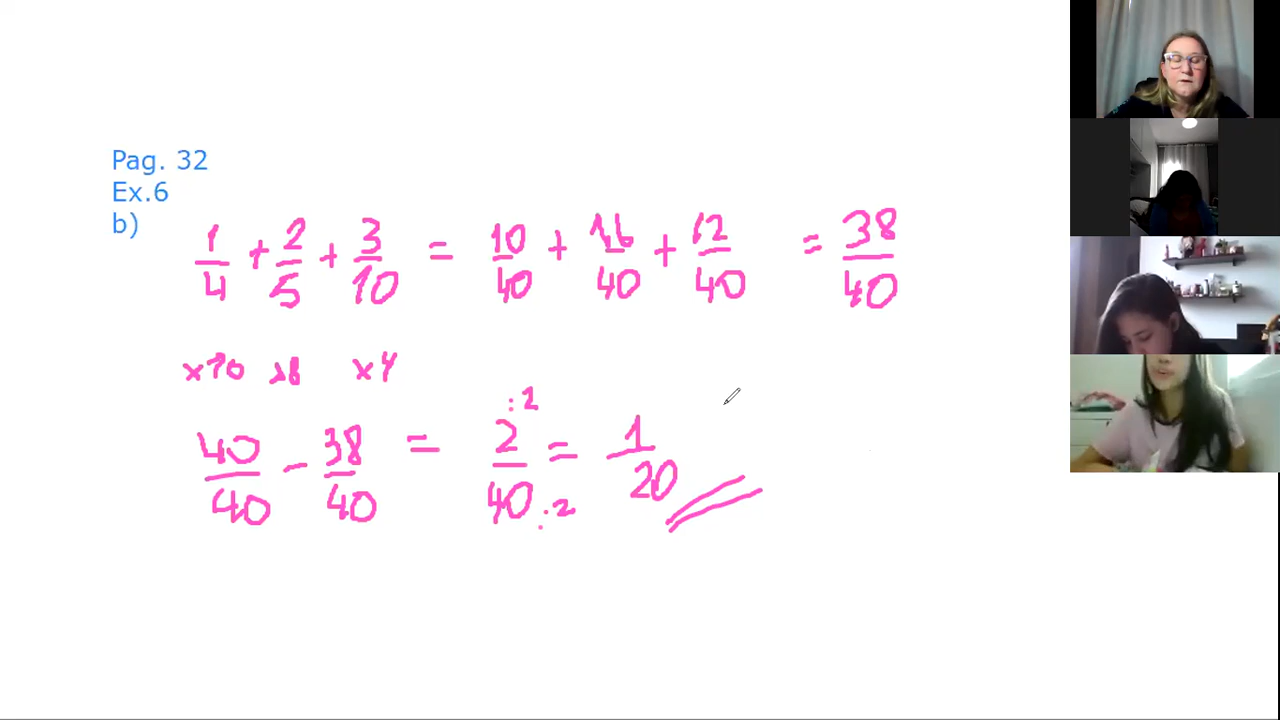 Pag. 32
Ex.6
b)
1/4 + 2/5 + 3/10 = 10/40 + 16/40 + 12/40 = 38/40
x10 x8 x4
40/40 - 38/40 = 2/40 :2 :2 = 1/20